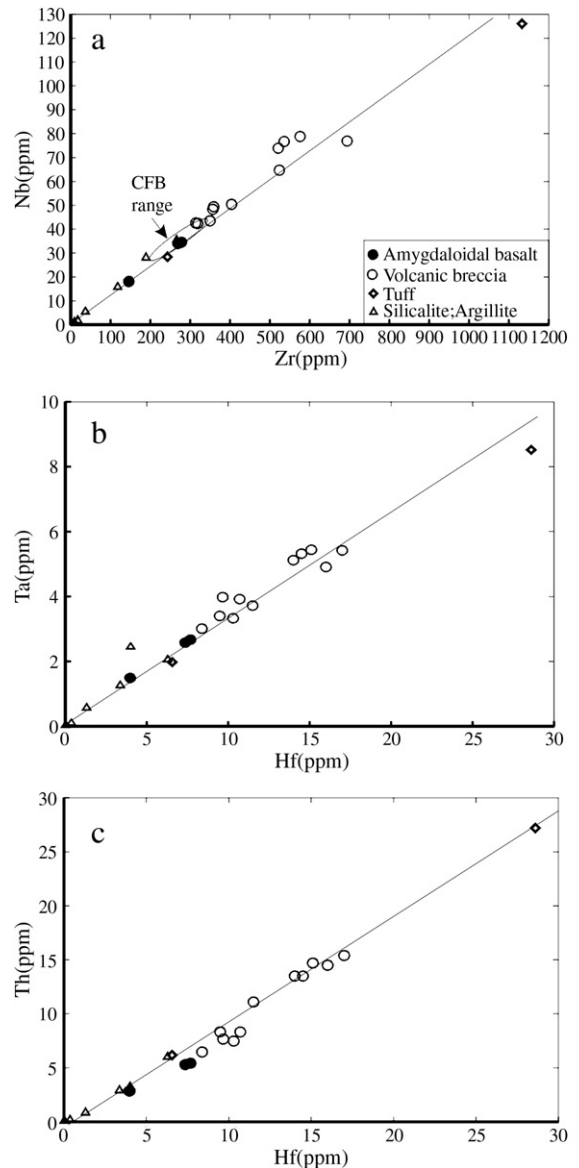 a
130
120
110
100
90
80
70
60
50
40
30
20
10
0
Nb(ppm)
CFB
range
Amygdaloidal basalt
Volcanic breccia
Tuff
Silicalite;Argillite
0 100 200 300 400 500 600 700 800 900 1000 1100 1200
Zr(ppm)
b
10
8
6
4
2
0
Ta(ppm)
0 5 10 15 20 25 30
Hf(ppm)
c
30
25
20
15
10
5
0
Th(ppm)
0 5 10 15 20 25 30
Hf(ppm)